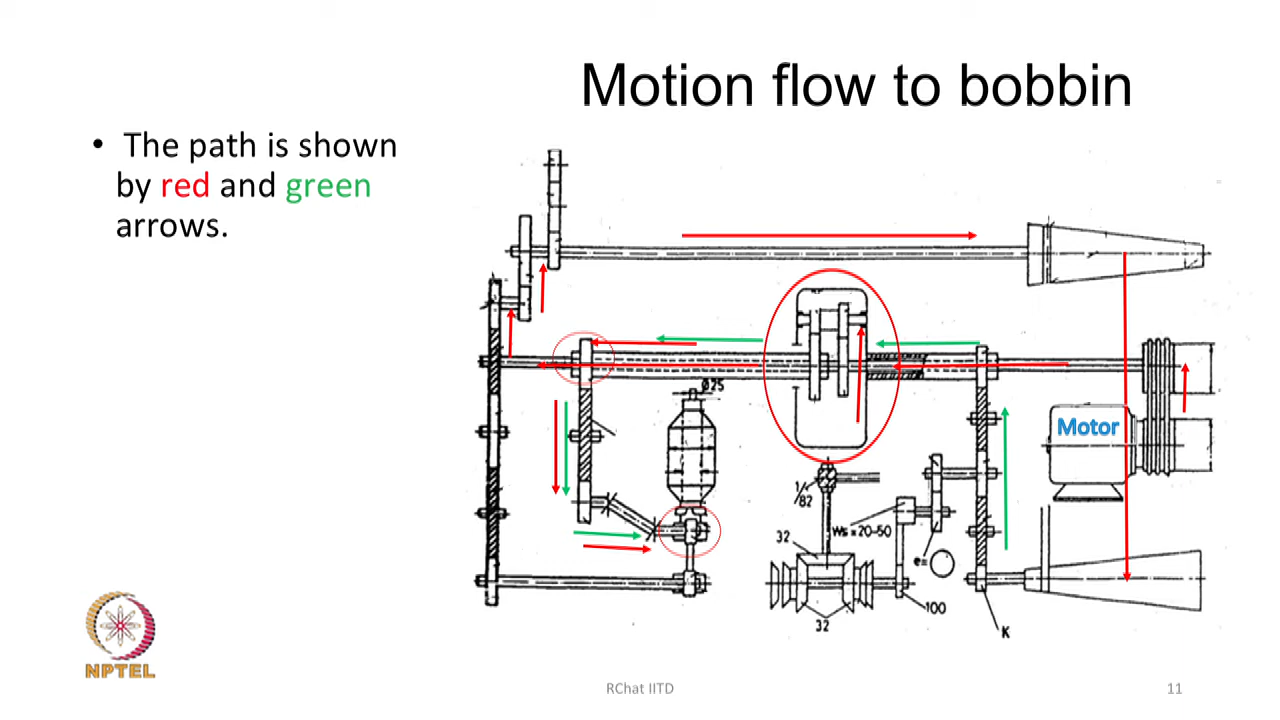 Motion flow to bobbin
• The path is shown
by red and green
arrows.
Ø25
Motor
1/82
Ws = 20-50
32
e=
100
32
K
NPTEL
RChat IITD
11